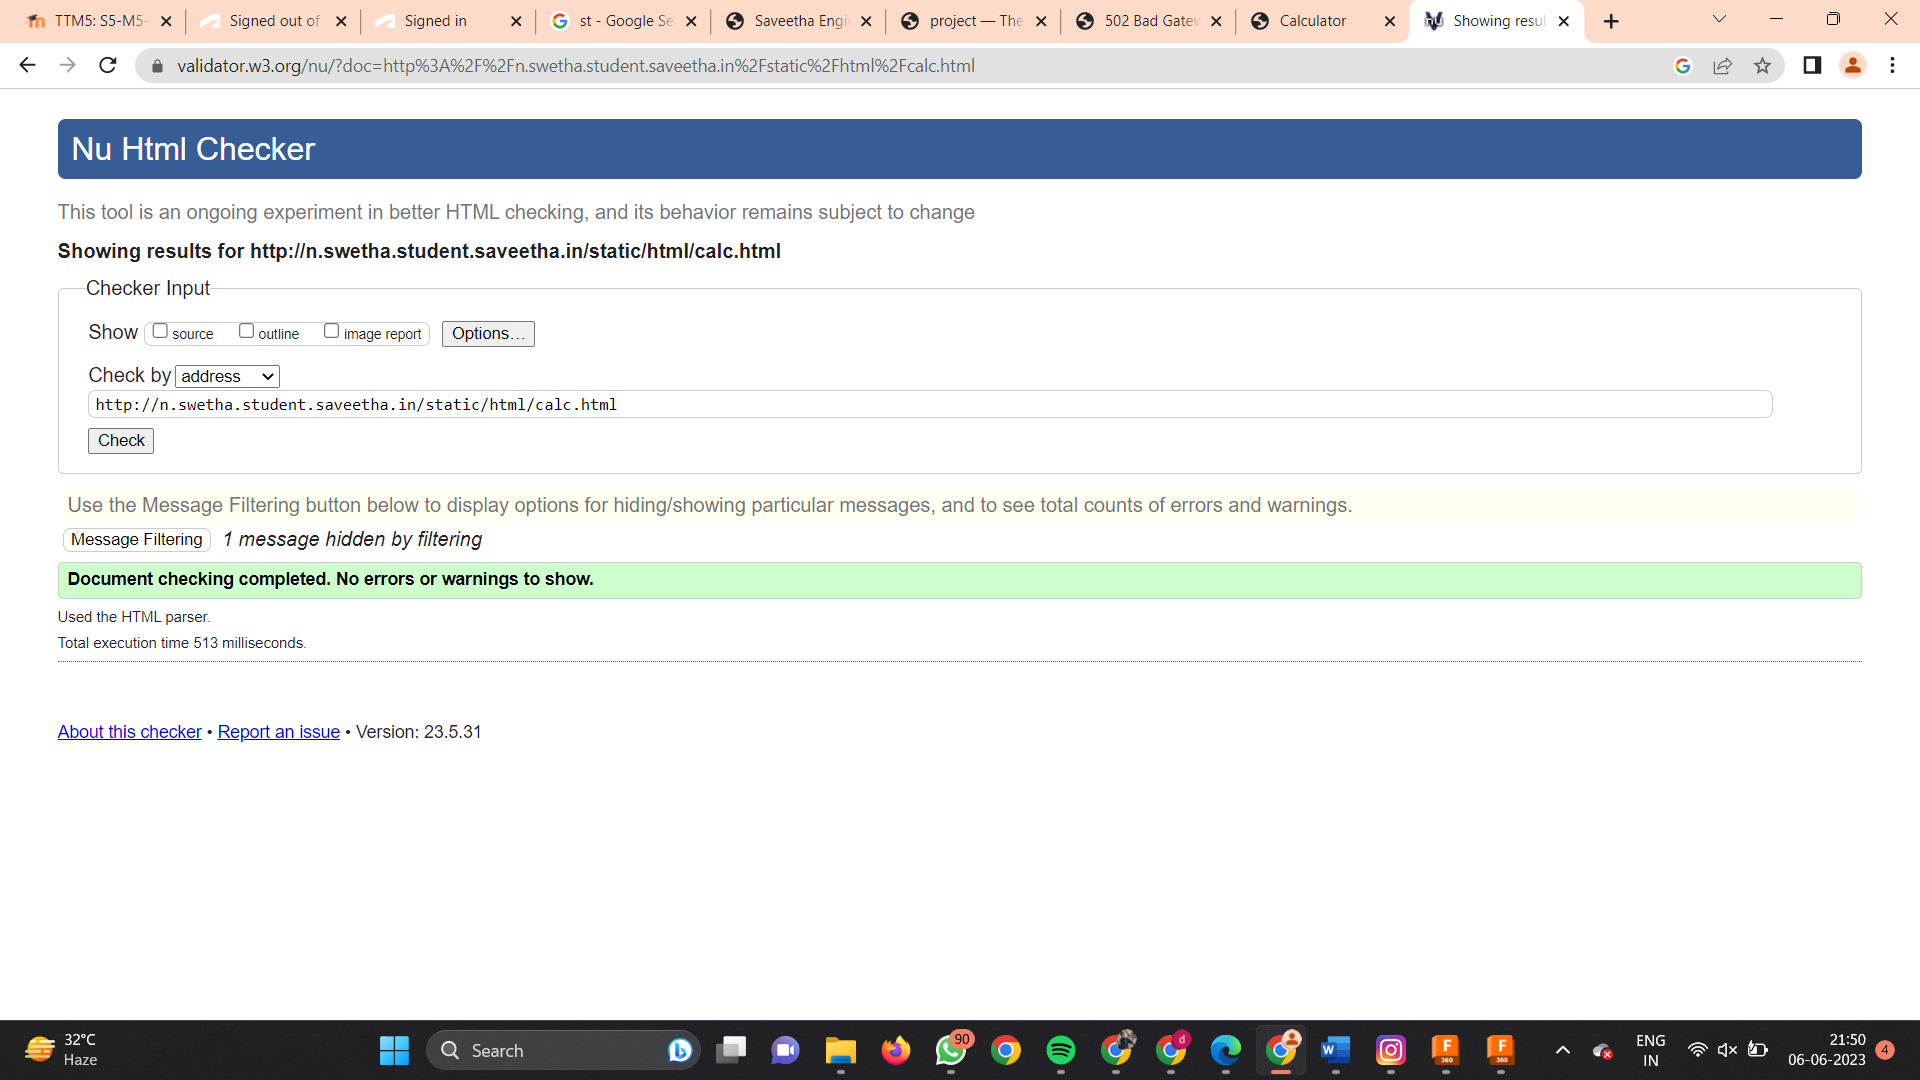 TTM5: S5-M5-
Signed out of
Signed in
st - Google Se
Saveetha Engi
project — The
502 Bad Gatew
Calculator
Showing resul
validator.w3.org/nu/?doc=http%3A%2F%2Fn.swetha.student.saveetha.in%2Fstatic%2Fhtml%2Fcalc.html
Nu Html Checker
This tool is an ongoing experiment in better HTML checking, and its behavior remains subject to change
Showing results for http://n.swetha.student.saveetha.in/static/html/calc.html
Checker Input
Show source outline image report Options...
Check by address
http://n.swetha.student.saveetha.in/static/html/calc.html
Check
Use the Message Filtering button below to display options for hiding/showing particular messages, and to see total counts of errors and warnings.
Message Filtering 1 message hidden by filtering
Document checking completed. No errors or warnings to show.
Used the HTML parser.
Total execution time 513 milliseconds.
About this checker • Report an issue • Version: 23.5.31
32°C
Haze
Search
90
d
W
F
360
F
360
ENG
IN
21:50
06-06-2023
4